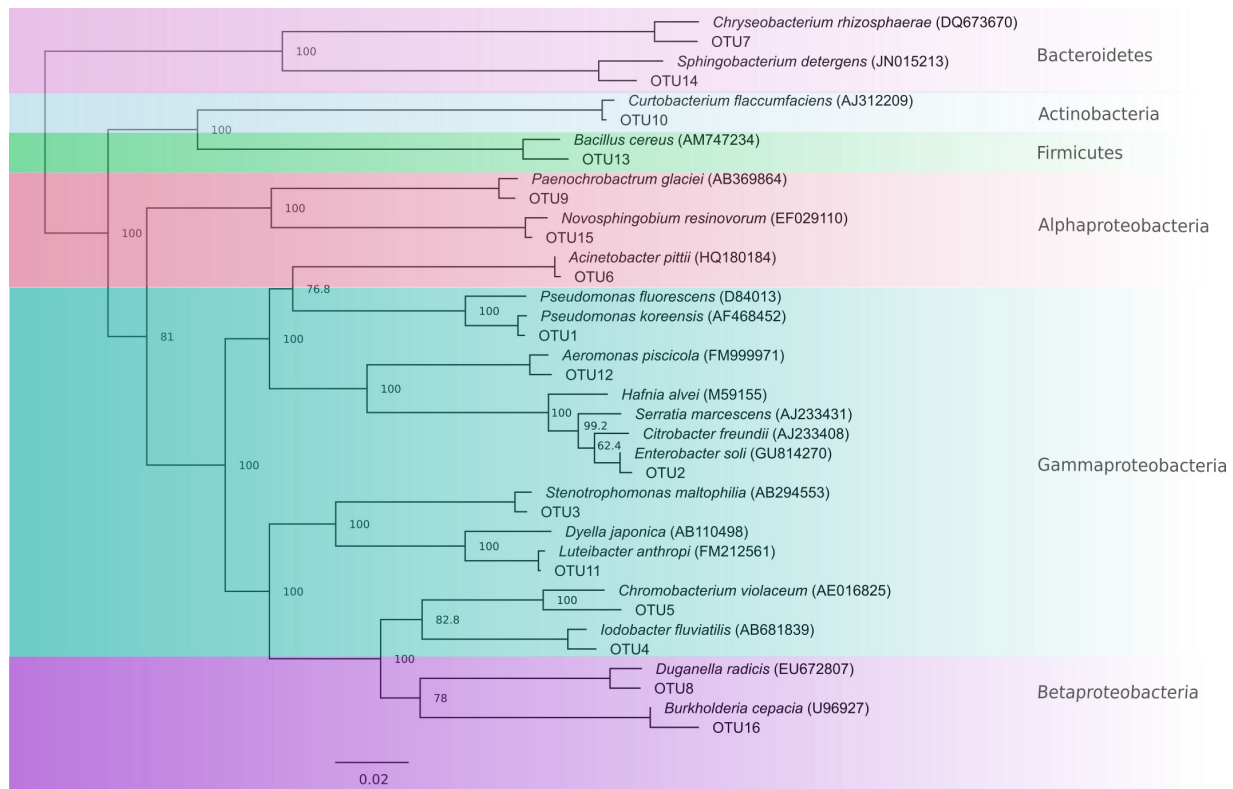 Chryseobacterium rhizosphaerae (DQ673670)
OTU7
100
Bacteroidetes
Sphingobacterium detergens (JN015213)
OTU14
Curtobacterium flaccumfaciens (AJ312209)
OTU10
Actinobacteria
100
Bacillus cereus (AM747234)
OTU13
Firmicutes
Paenochrobactrum glaciei (AB369864)
OTU9
100
Novosphingobium resinovorum (EF029110)
Alphaproteobacteria
100
OTU15
Acinetobacter pittii (HQ180184)
OTU6
76.8
Pseudomonas fluorescens (D84013)
100
Pseudomonas koreensis (AF468452)
OTU1
81
100
Aeromonas piscicola (FM999971)
OTU12
100
Hafnia alvei (M59155)
100
Serratia marcescens (AJ233431)
99.2
Citrobacter freundii (AJ233408)
62.4
Enterobacter soli (GU814270)
OTU2
100
Gammaproteobacteria
Stenotrophomonas maltophilia (AB294553)
OTU3
100
Dyella japonica (AB110498)
100
Luteibacter anthropi (FM212561)
OTU11
100
Chromobacterium violaceum (AE016825)
100
OTU5
82.8
Iodobacter fluviatilis (AB681839)
OTU4
100
Duganella radicis (EU672807)
OTU8
78
Betaproteobacteria
Burkholderia cepacia (U96927)
OTU16
0.02